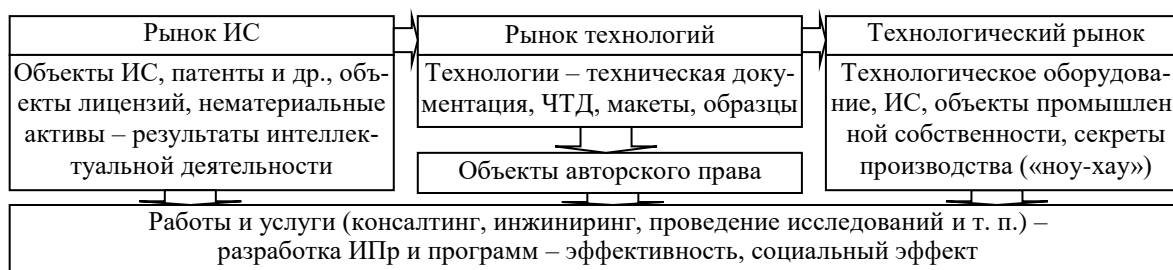 Рынок ИС
Объекты ИС, патенты и др., объ-
екты лицензий, нематериальные
активы – результаты интеллек-
туальной деятельности
Рынок технологий
Технологии – техническая доку-
ментация, ЧТД, макеты, образцы
Объекты авторского права
Технологический рынок
Технологическое оборудова-
ние, ИС, объекты промышлен
ной собственности, секреты
производства («ноу-хау»)
Работы и услуги (консалтинг, инжиниринг, проведение исследований и т. п.) –
разработка ИПр и программ – эффективность, социальный эффект